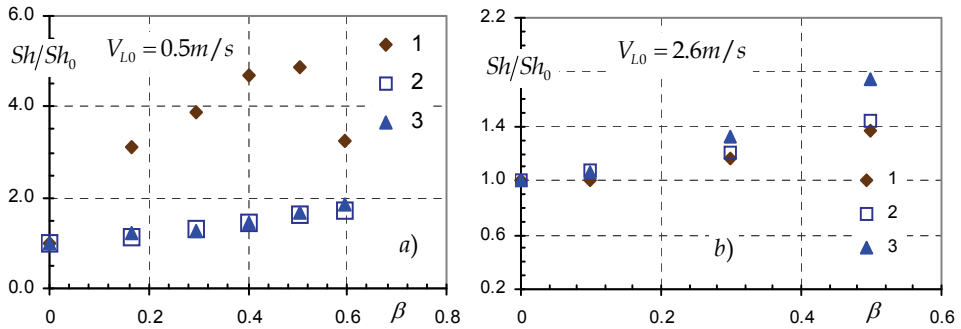 6.0
Sh/Sh₀
V_L0 = 0.5m/s
1
2
3
4.0
2.0
0.0
a)
0 0.2 0.4 0.6 β 0.8
2.2
Sh/Sh₀
V_L0 = 2.6m/s
1.4
1.0
0.6
0.2
1
2
3
b)
0 0.2 0.4 β 0.6